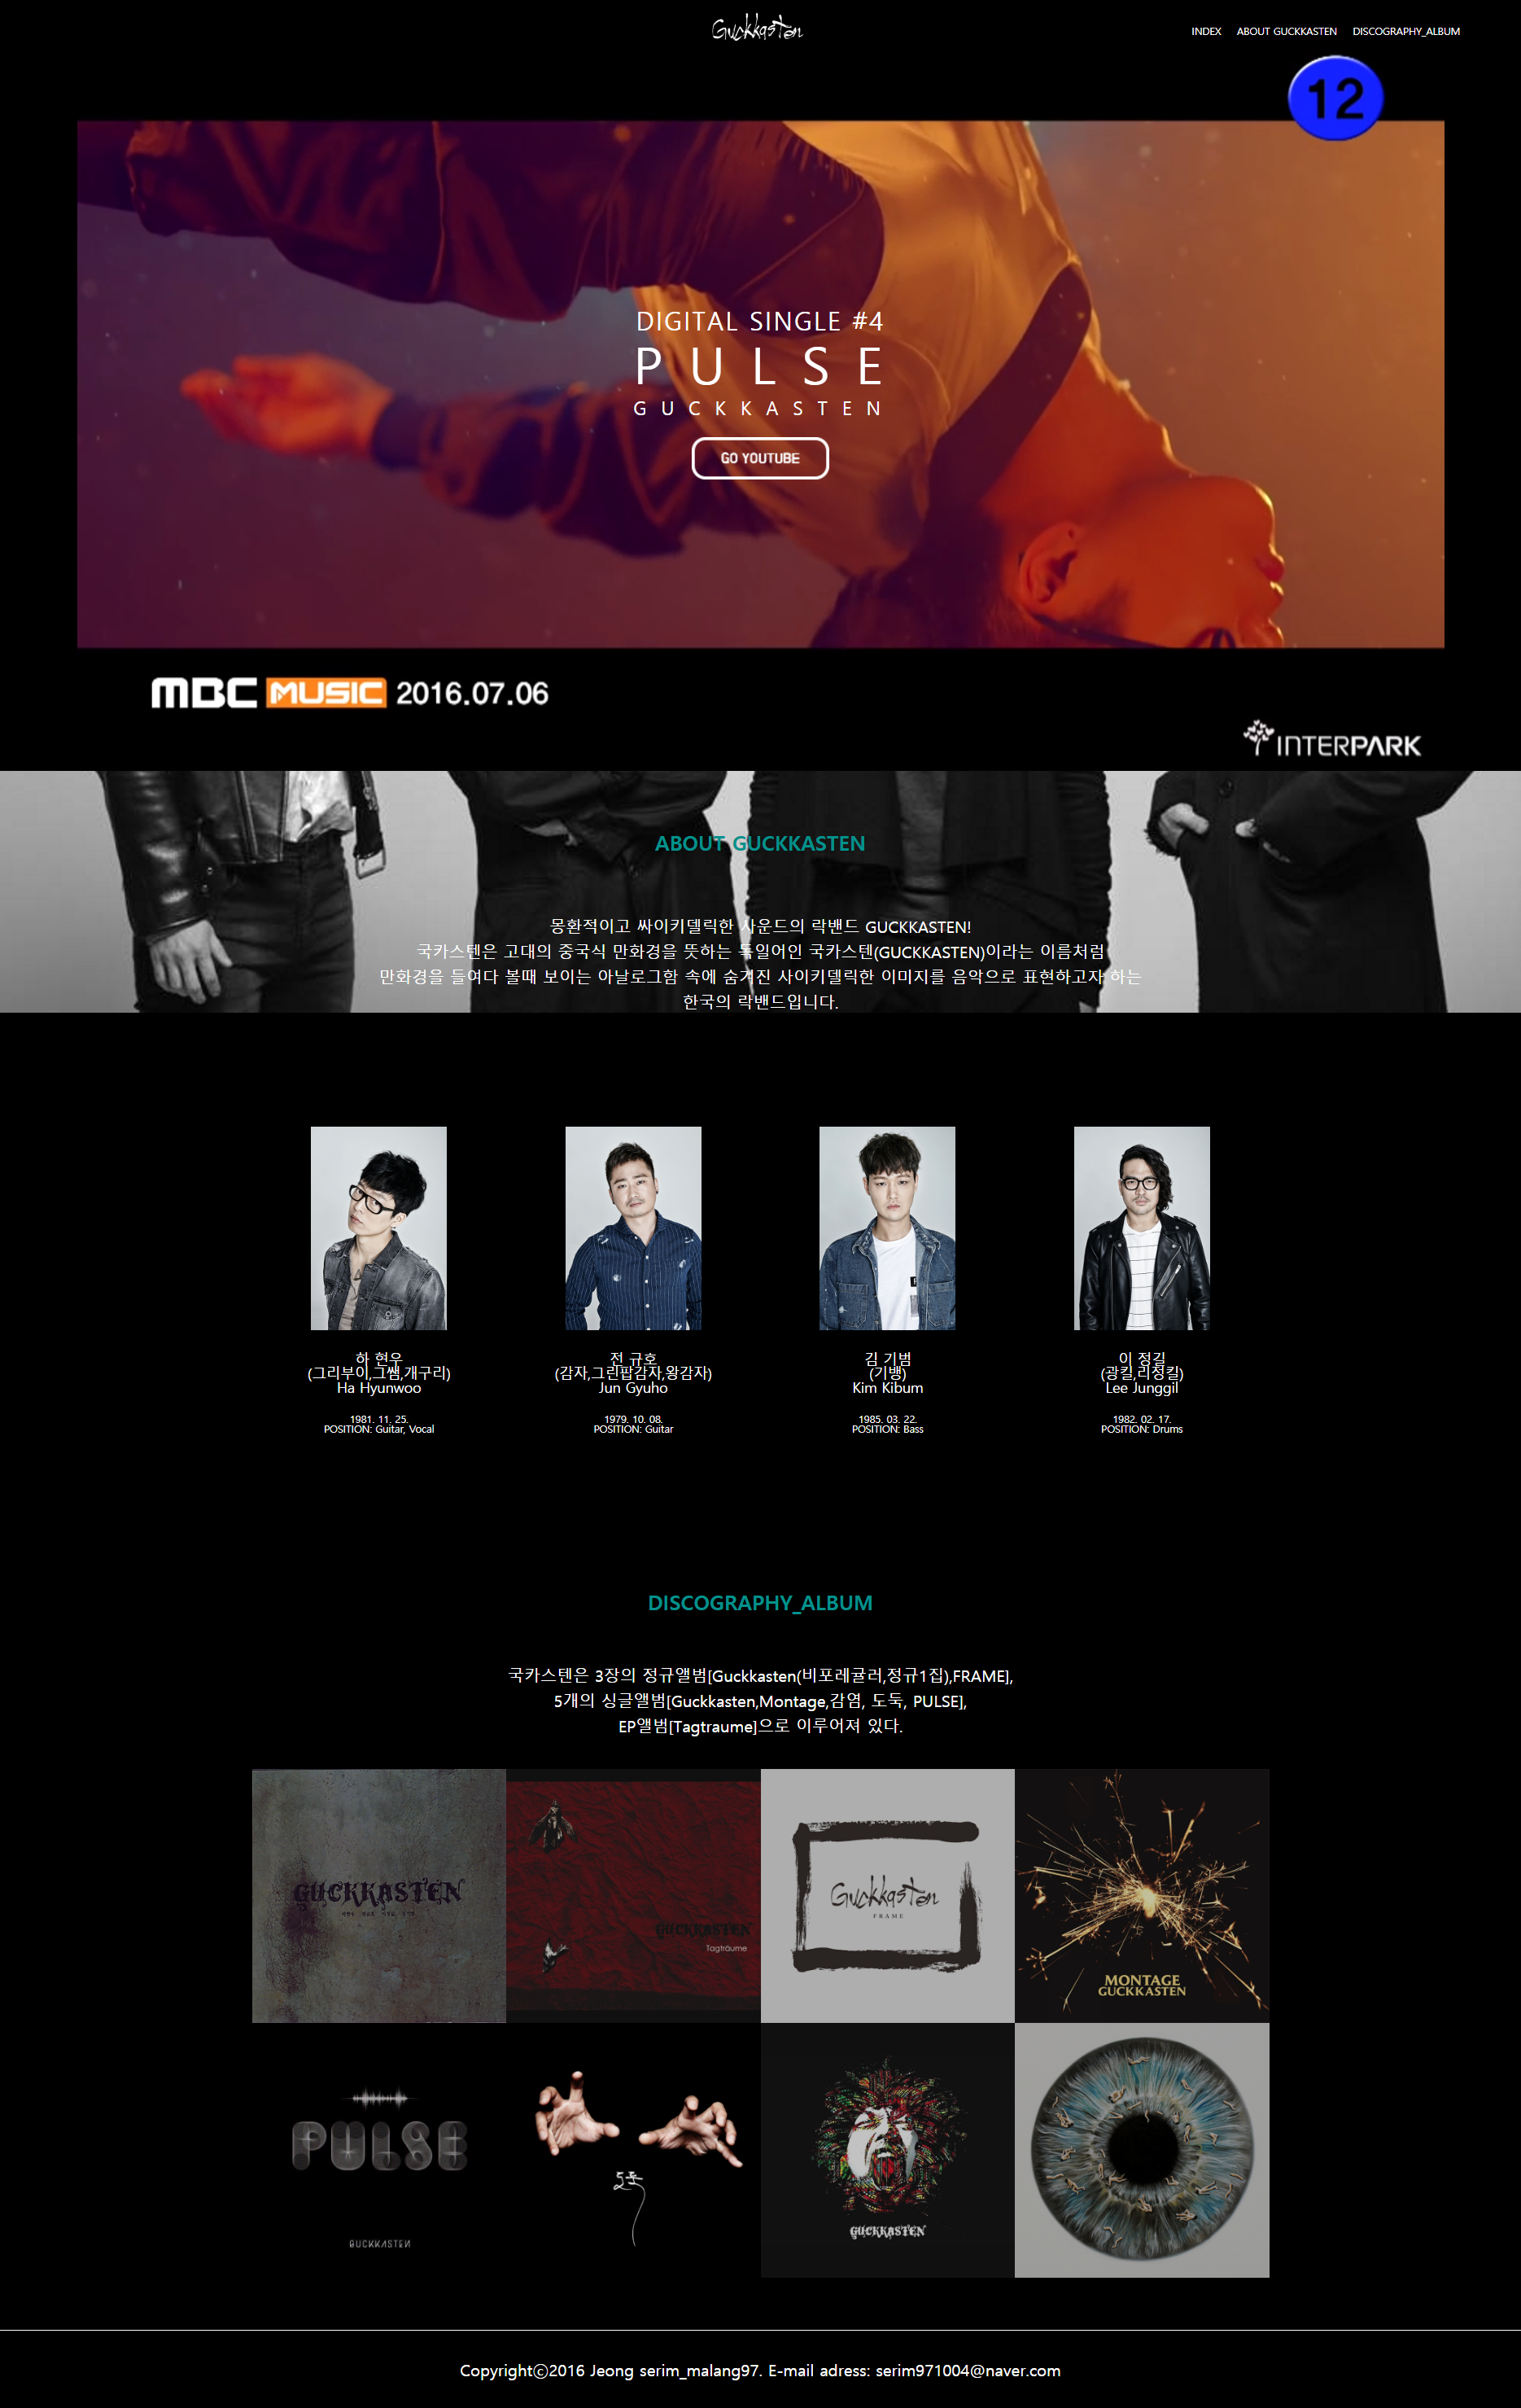 Guckkasten
INDEX ABOUT GUCKKASTEN DISCOGRAPHY_ALBUM
12
DIGITAL SINGLE #4
PULSE
GUCKKASTEN
GO YOUTUBE
MBC MUSIC 2016.07.06
INTERPARK
ABOUT GUCKKASTEN
몽환적이고 싸이키델릭한 사운드의 락밴드 GUCKKASTEN!
국카스텐은 고대의 중국식 만화경을 뜻하는 독일어인 국카스텐(GUCKKASTEN)이라는 이름처럼
만화경을 들여다 볼때 보이는 아날로그함 속에 숨겨진 사이키델릭한 이미지를 음악으로 표현하고자 하는
한국의 락밴드입니다.
하 현우
(그리부이,그쌤,개구리)
Ha Hyunwoo
1981. 11. 25.
POSITION: Guitar, Vocal
전 규호
(감자,그린팝감자,왕감자)
Jun Gyuho
1979. 10. 08.
POSITION: Guitar
김 기범
(기뱅)
Kim Kibum
1985. 03. 22.
POSITION: Bass
이 정길
(광킬,리정킬)
Lee Junggil
1982. 02. 17.
POSITION: Drums
DISCOGRAPHY_ALBUM
국카스텐은 3장의 정규앨범[Guckkasten(비포레귤러,정규1집),FRAME],
5개의 싱글앨범[Guckkasten,Montage,감염, 도둑, PULSE],
EP앨범[Tagtraume]으로 이루어져 있다.
GUCKKASTEN
GUCKKASTEN
Tagträume
Guckkasten
FRAME
MONTAGE
GUCKKASTEN
PULSE
GUCKKASTEN
도둑
GUCKKASTEN
Copyrightⓒ2016 Jeong serim_malang97. E-mail adress: serim971004@naver.com